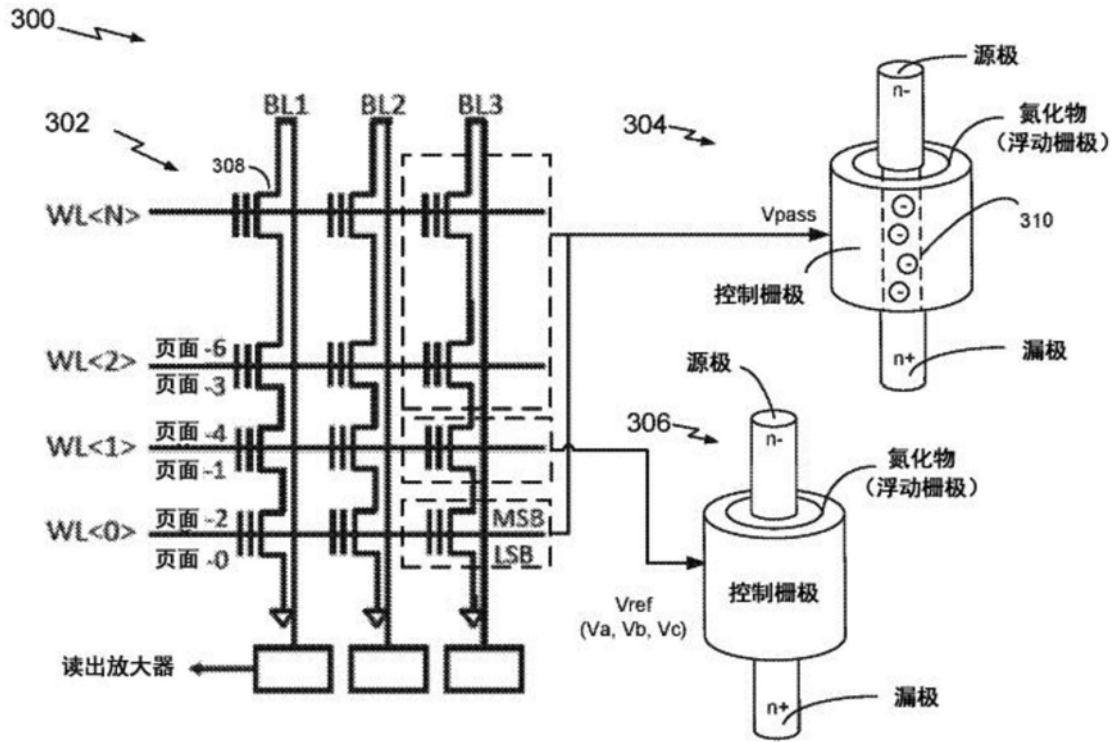 300
302
BL1 BL2 BL3
308
WL<N>
页面 -6
WL<2>
页面 -3
页面 -4
WL<1>
页面 -1
页面 -2
WL<0>
页面 -0
MSB
LSB
读出放大器
304
源极
n-
氮化物
(浮动栅极)
Vpass
310
控制栅极
n+
漏极
306
源极
n-
氮化物
(浮动栅极)
控制栅极
Vref
(Va, Vb, Vc)
n+
漏极